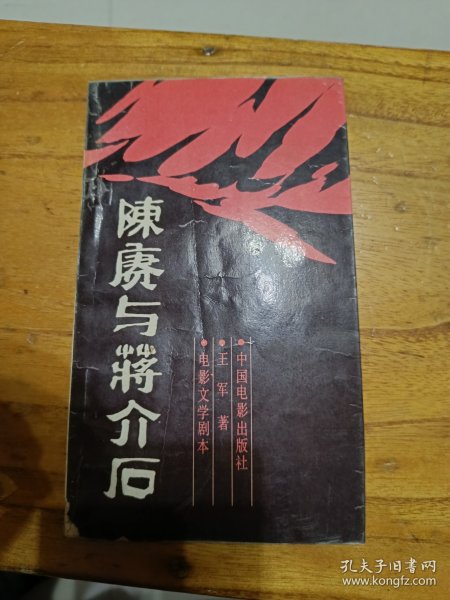 陳赓与蒋介石
电影文学剧本
王军 著
中国电影出版社
孔夫子旧书网
www.kongfz.com